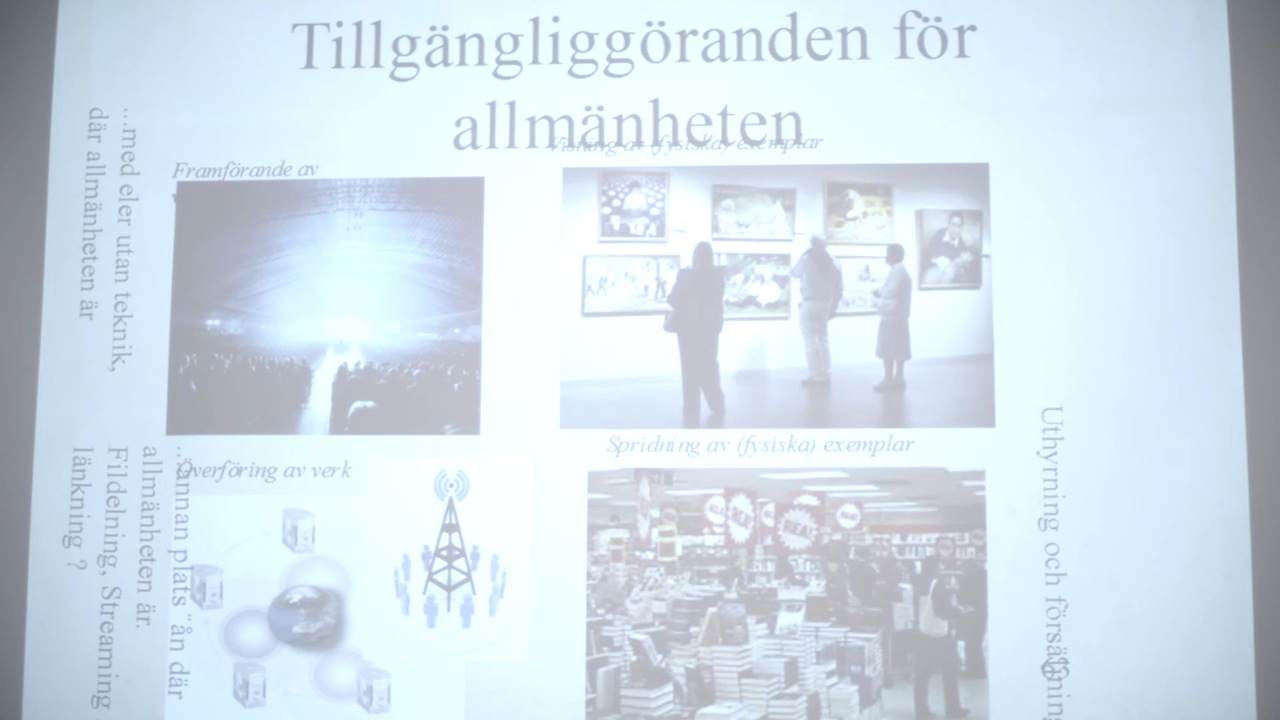 Tillgängliggöranden för
allmänheten
...med eler utan teknik,
där allmänheten är
Framförande av
Visning av (fysiska) exemplar
Överföring av verk
Spridning av (fysiska) exemplar
annan plats än där
allmänheten är.
Fildelning, Streaming
länkning ?
Uthyrning och